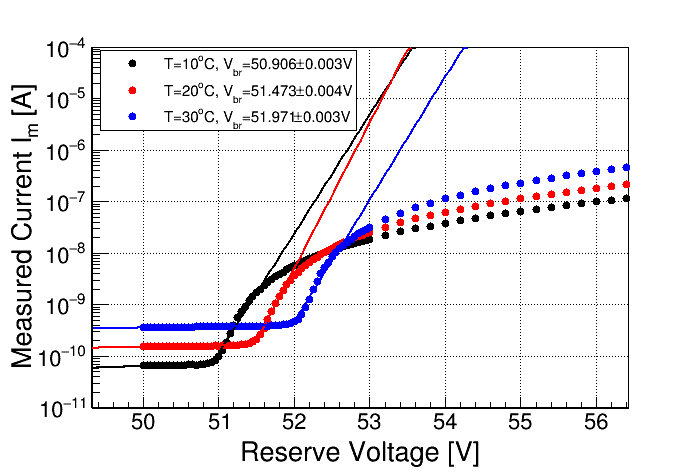 T=10°C, V_br=50.906±0.003V
T=20°C, V_br=51.473±0.004V
T=30°C, V_br=51.971±0.003V
Measured Current I_m [A]
10⁻⁴
10⁻⁵
10⁻⁶
10⁻⁷
10⁻⁸
10⁻⁹
10⁻¹⁰
10⁻¹¹
50 51 52 53 54 55 56
Reserve Voltage [V]